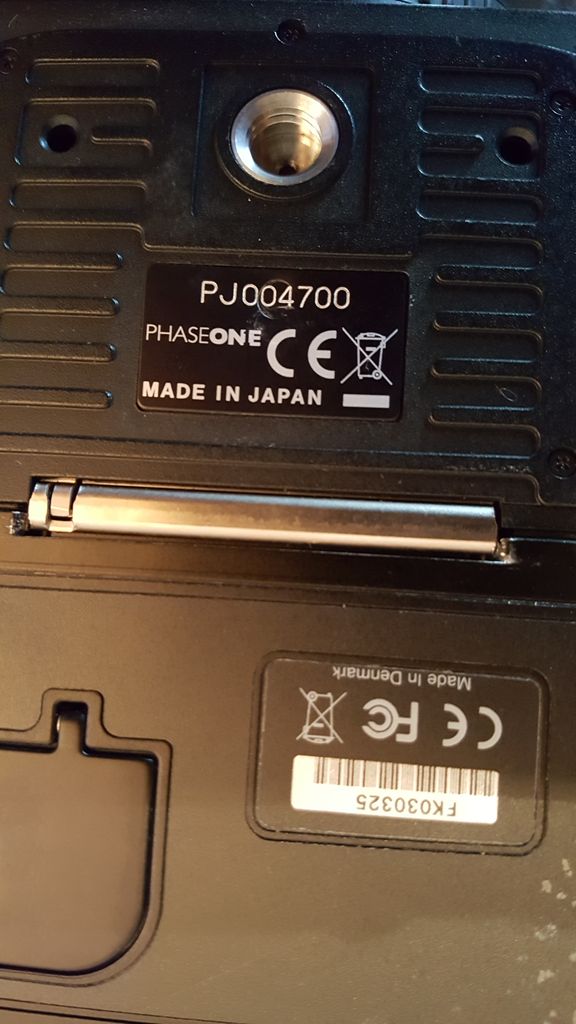 PJ004700
PHASEONE CE
MADE IN JAPAN
Made In Denmark
CE FC
FK030325